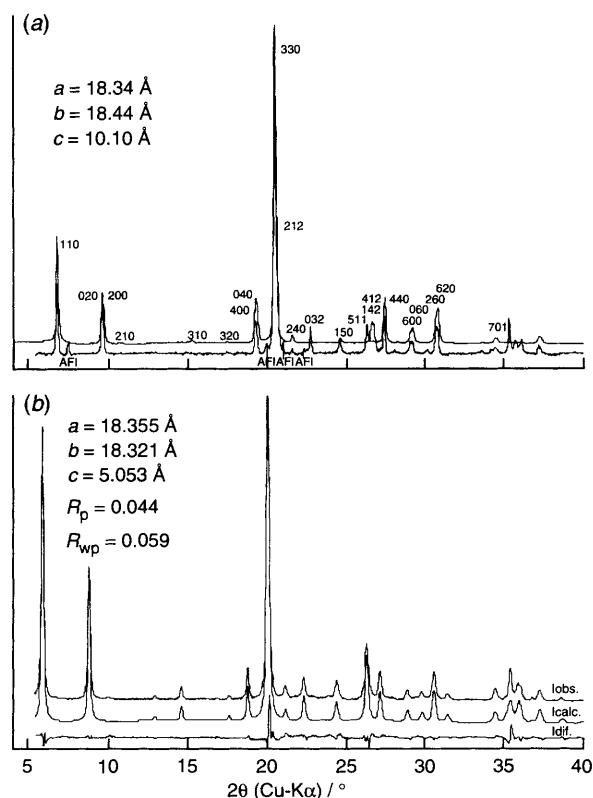 (a)
a = 18.34 Å
b = 18.44 Å
c = 10.10 Å
330
110
212
020 200
210
310
320
040
400
240
032
150
511
412
142
440
060
600
260
620
701
AFI
AFIAFIAFI
(b)
a = 18.355 Å
b = 18.321 Å
c = 5.053 Å
Rp = 0.044
Rwp = 0.059
Iobs.
Icalc.
Idif.
5 10 15 20 25 30 35 40
2θ (Cu-Kα) / °